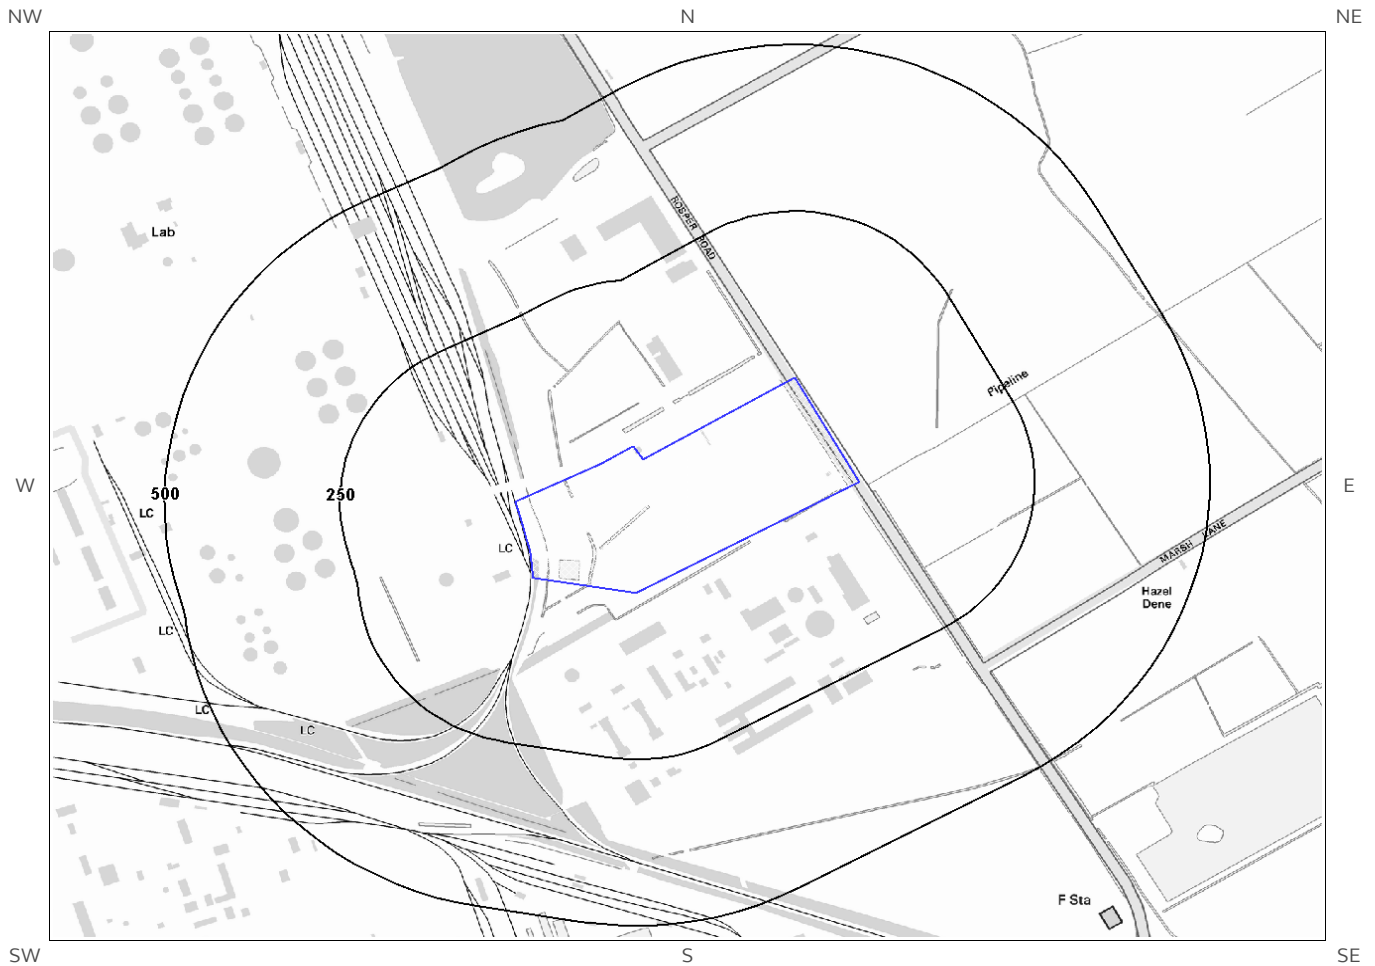 NW
N
NE
ROSPER ROAD
Lab
Pipeline
W
500
250
E
LC
LC
MARSH LANE
Hazel
Dene
LC
LC
LC
F Sta
SW
S
SE